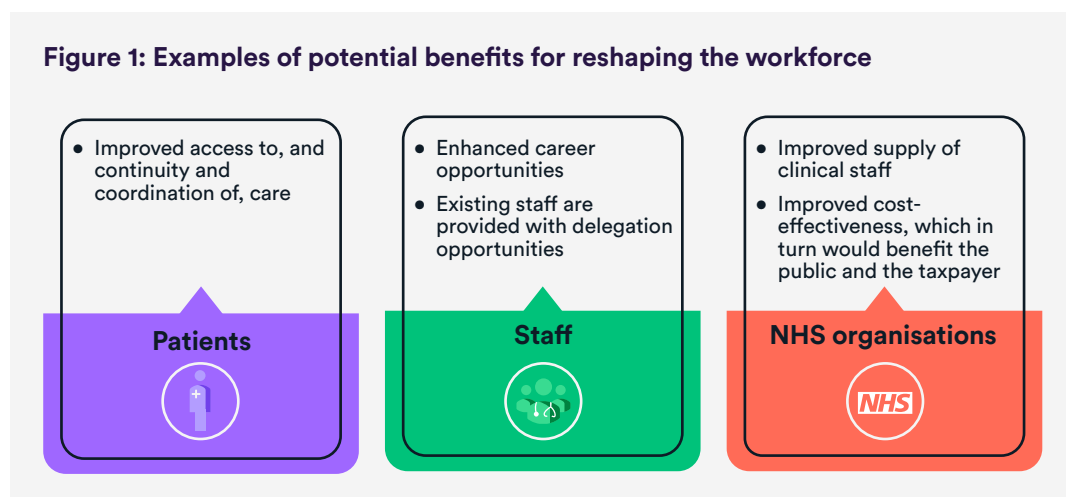 Figure 1: Examples of potential benefits for reshaping the workforce
• Improved access to, and
continuity and
coordination of, care
Patients
• Enhanced career
opportunities
• Existing staff are
provided with delegation
opportunities
Staff
• Improved supply of
clinical staff
• Improved cost-
effectiveness, which in
turn would benefit the
public and the taxpayer
NHS organisations
NHS